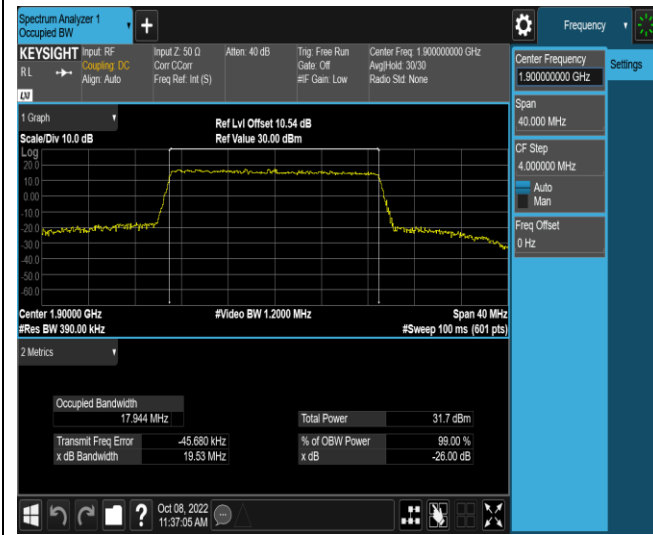 Spectrum Analyzer 1
Occupied BW
+
Frequency
KEYSIGHT
RL
Input: RF
Coupling: DC
Align: Auto
Input Z: 50 Ω
Corr CCorr
Freq Ref: Int (S)
Atten: 40 dB
Trig: Free Run
Gate: Off
#IF Gain: Low
Center Freq: 1.900000000 GHz
Avg|Hold: 30/30
Radio Std: None
LXI
Center Frequency
1.900000000 GHz
Settings
Span
40.000 MHz
CF Step
4.000000 MHz
Auto
Man
Freq Offset
0 Hz
1 Graph
Scale/Div 10.0 dB
Ref Lvl Offset 10.54 dB
Ref Value 30.00 dBm
Log
20.0
10.0
0.00
-10.0
-20.0
-30.0
-40.0
-50.0
-60.0
Center 1.90000 GHz
#Video BW 1.2000 MHz
Span 40 MHz
#Res BW 390.00 kHz
#Sweep 100 ms (601 pts)
2 Metrics
Occupied Bandwidth
17.944 MHz
Total Power 31.7 dBm
Transmit Freq Error -45.680 kHz
% of OBW Power 99.00 %
x dB Bandwidth 19.53 MHz
x dB -26.00 dB
?
Oct 08, 2022
11:37:05 AM